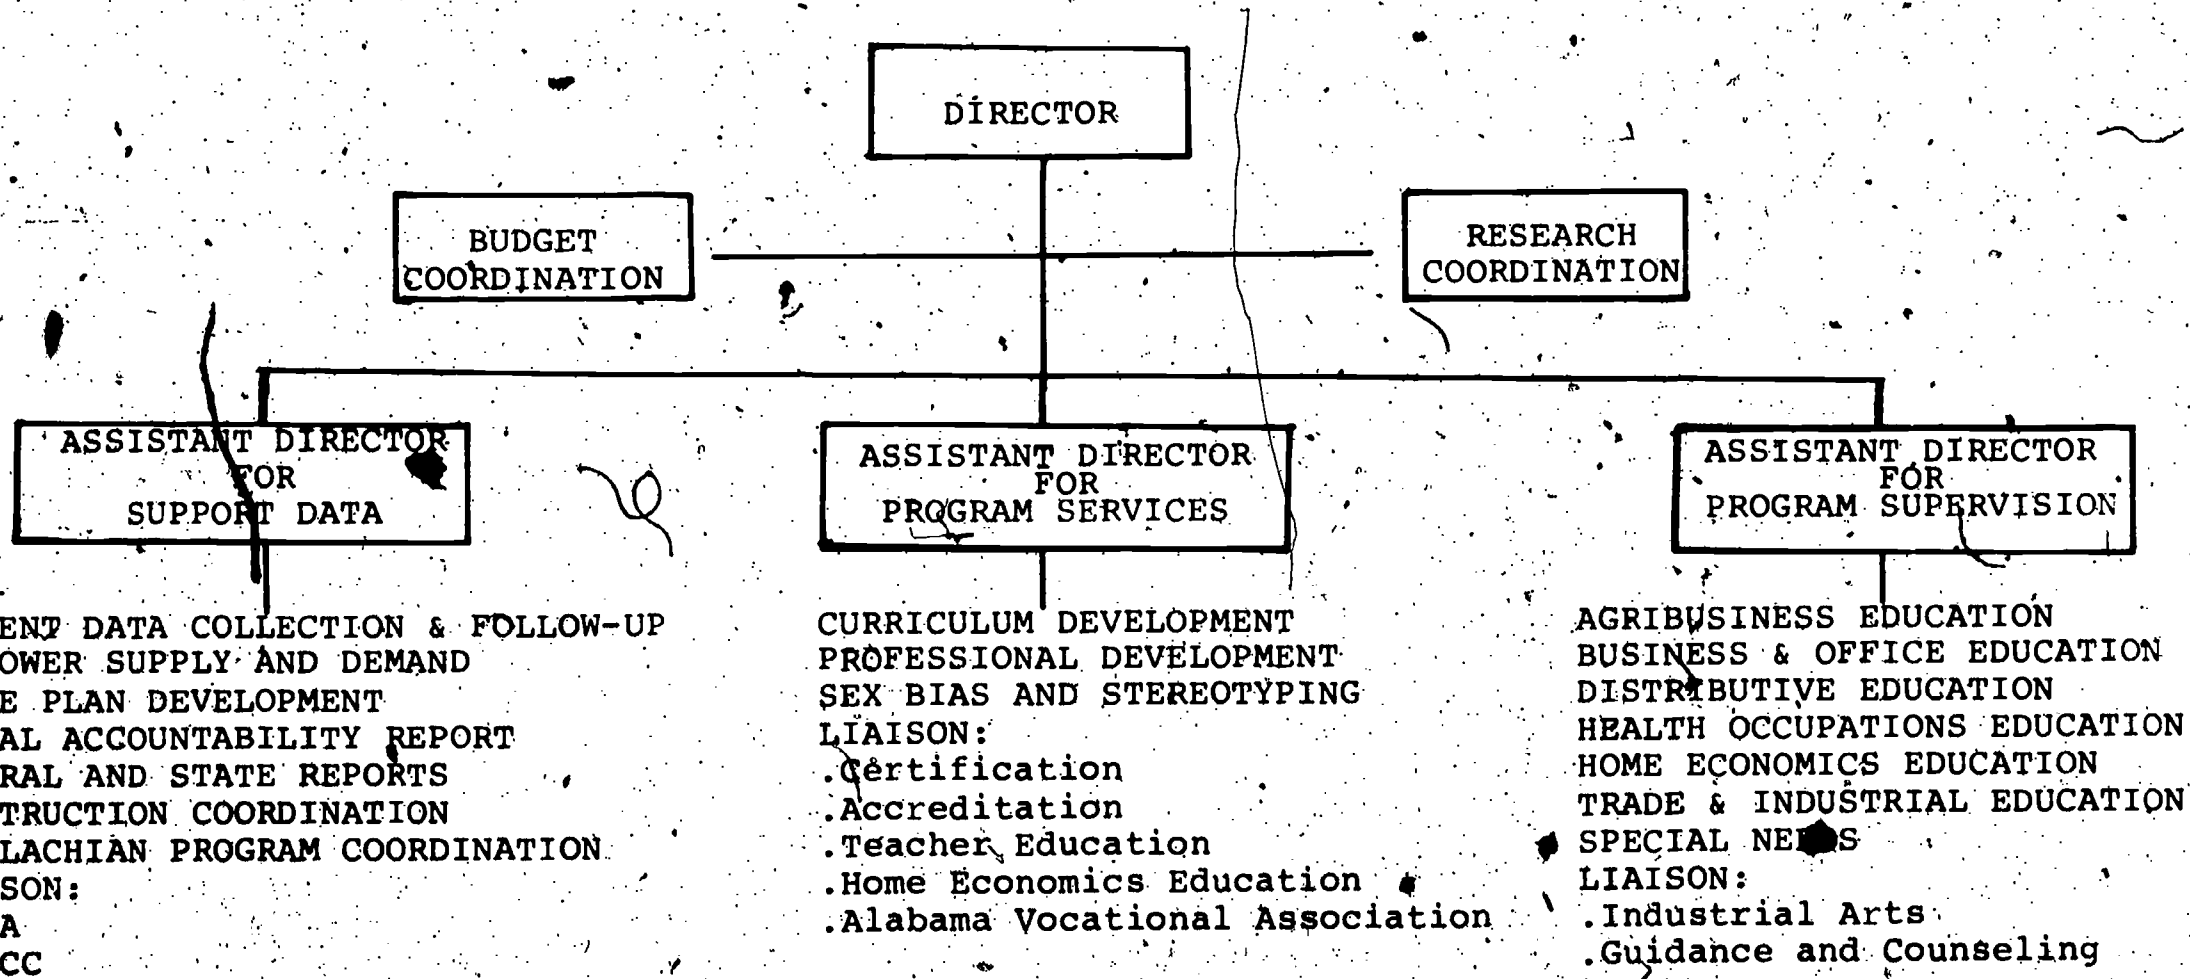 DIRECTOR
BUDGET
COORDINATION
RESEARCH
COORDINATION
ASSISTANT DIRECTOR
FOR
SUPPORT DATA
ENT DATA COLLECTION & FOLLOW-UP
OWER SUPPLY AND DEMAND
E PLAN DEVELOPMENT
AL ACCOUNTABILITY REPORT
RAL AND STATE REPORTS
TRUCTION COORDINATION
LACHIAN PROGRAM COORDINATION
SON:
A
CC
ASSISTANT DIRECTOR
FOR
PROGRAM SERVICES
CURRICULUM DEVELOPMENT
PROFESSIONAL DEVELOPMENT
SEX BIAS AND STEREOTYPING
LIAISON:
.Certification
.Accreditation
.Teacher Education
.Home Economics Education
.Alabama Vocational Association
ASSISTANT DIRECTOR
FOR
PROGRAM SUPERVISION
AGRIBUSINESS EDUCATION
BUSINESS & OFFICE EDUCATION
DISTRIBUTIVE EDUCATION
HEALTH OCCUPATIONS EDUCATION
HOME ECONOMICS EDUCATION
TRADE & INDUSTRIAL EDUCATION
SPECIAL NEEDS
LIAISON:
.Industrial Arts
.Guidance and Counseling